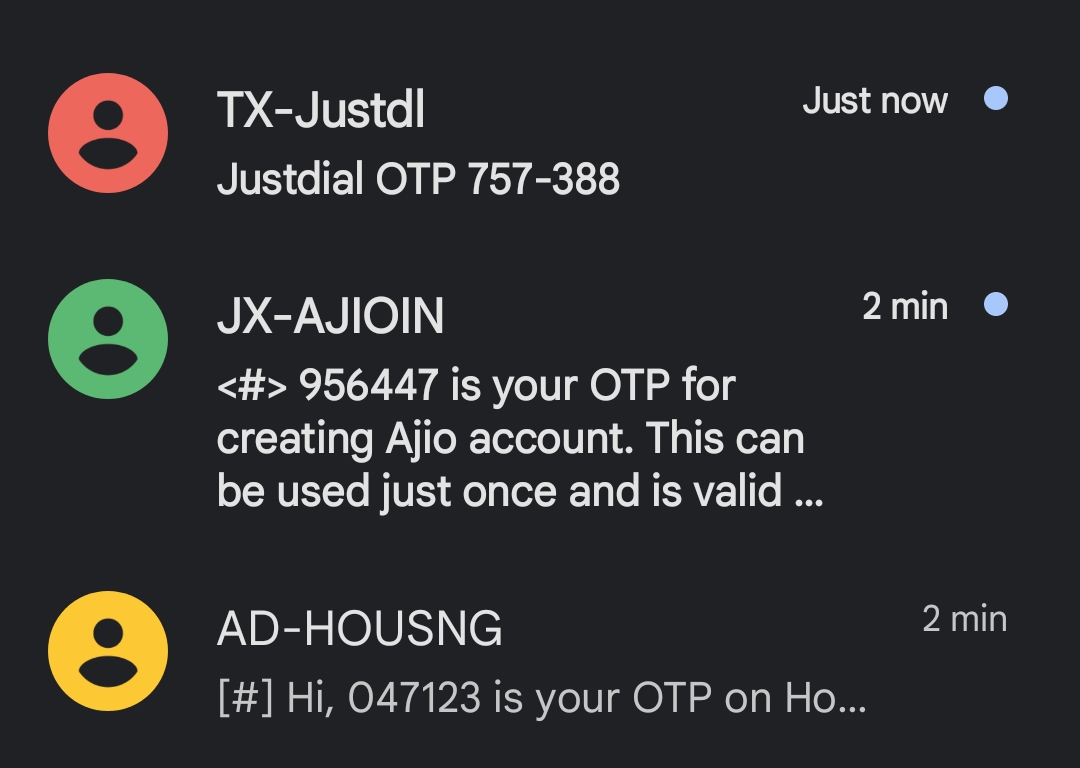 TX-Justdl
Just now
Justdial OTP 757-388
JX-AJIOIN
2 min
<#> 956447 is your OTP for
creating Ajio account. This can
be used just once and is valid ...
AD-HOUSNG
2 min
[#] Hi, 047123 is your OTP on Ho...